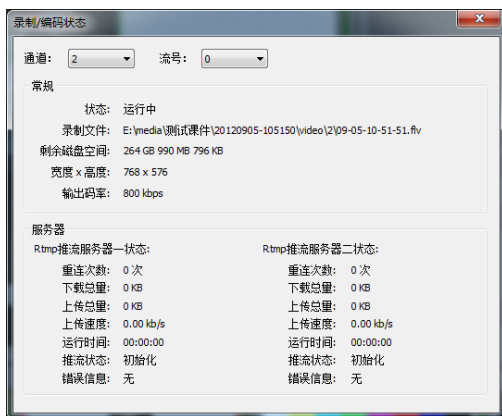 录制/编码状态
通道: 2 流号: 0
常规
状态: 运行中
录制文件: E:\media\测试课件\20120905-105150\video\2\09-05-10-51-51.flv
剩余磁盘空间: 264 GB 990 MB 796 KB
宽度 x 高度: 768 x 576
输出码率: 800 kbps
服务器
Rtmp推流服务器一状态: Rtmp推流服务器二状态:
重连次数: 0 次 重连次数: 0 次
下载总量: 0 KB 下载总量: 0 KB
上传总量: 0 KB 上传总量: 0 KB
上传速度: 0.00 kb/s 上传速度: 0.00 kb/s
运行时间: 00:00:00 运行时间: 00:00:00
推流状态: 初始化 推流状态: 初始化
错误信息: 无 错误信息: 无